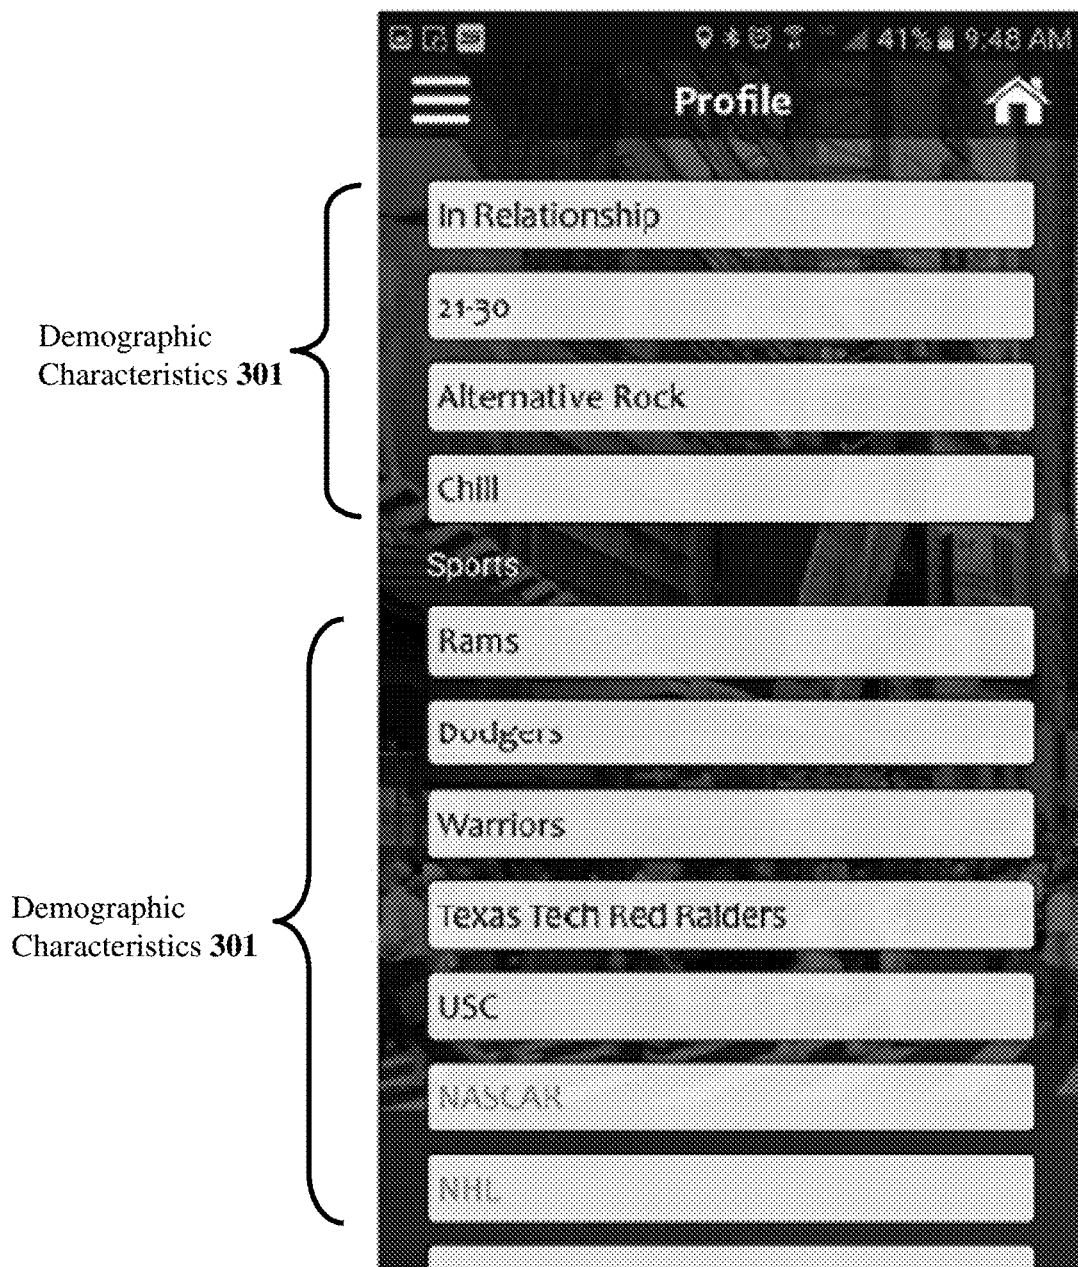 41% 9:48 AM
Profile
In Relationship
21-30
Alternative Rock
Chill
Demographic
Characteristics 301
Sports
Rams
Dodgers
Warriors
Texas Tech Red Raiders
USC
NASCAR
NHL
Demographic
Characteristics 301